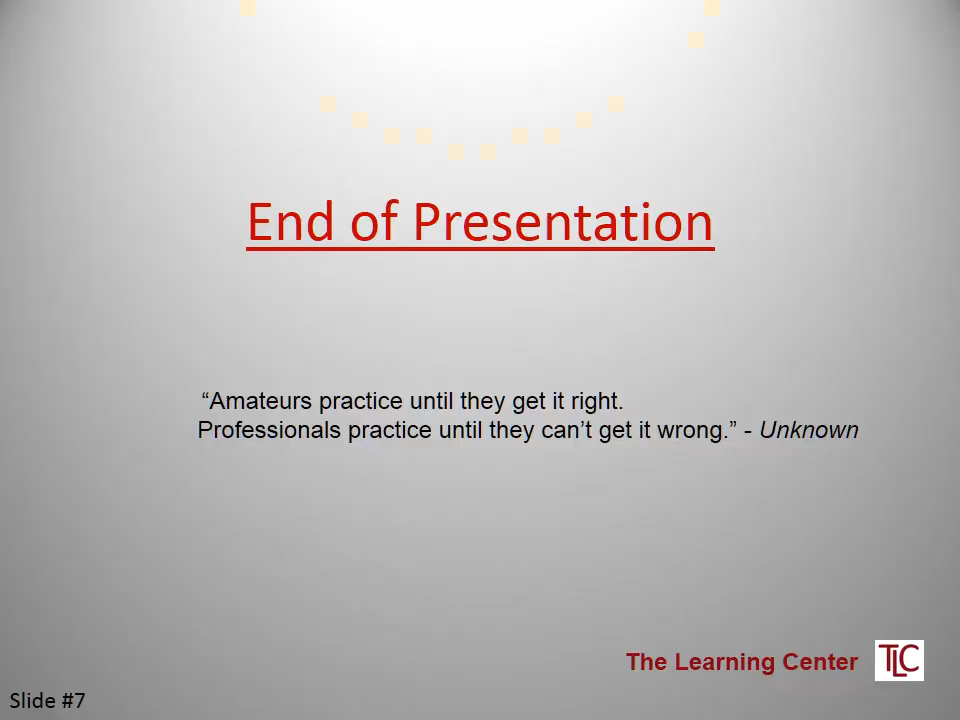 End of Presentation
“Amateurs practice until they get it right.
Professionals practice until they can’t get it wrong.” - Unknown
The Learning Center TLC
Slide #7